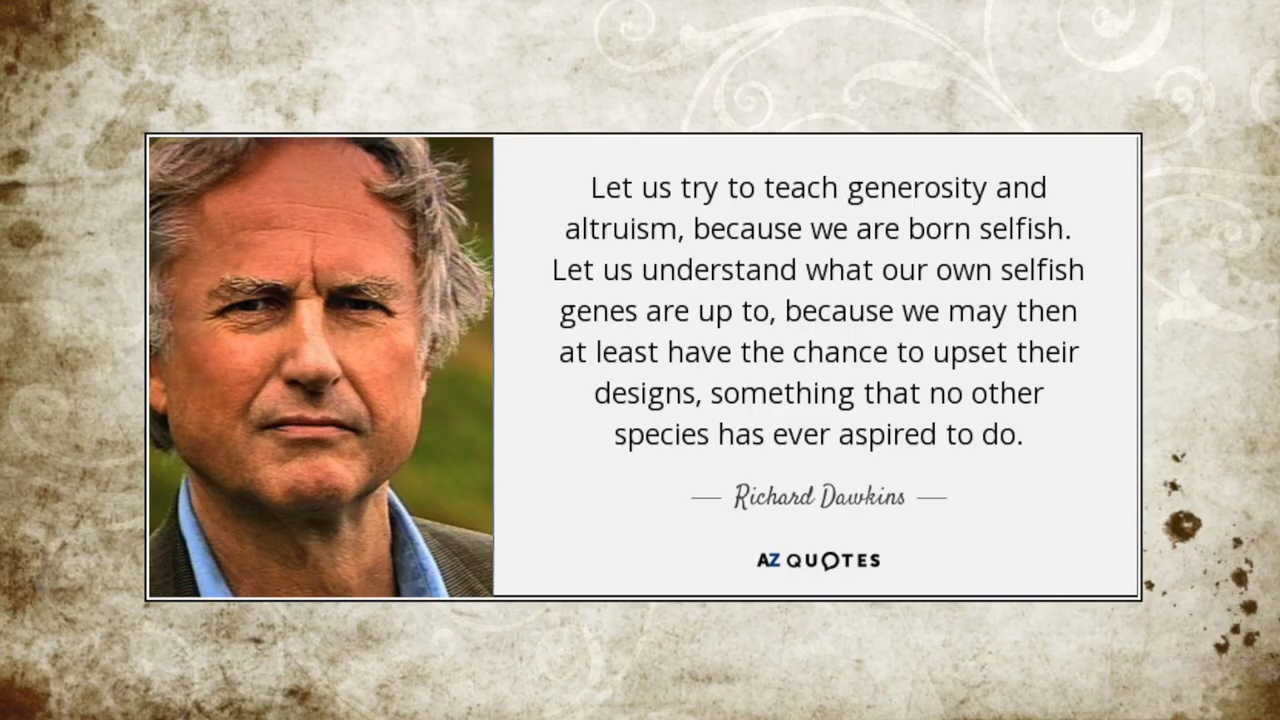 Let us try to teach generosity and
altruism, because we are born selfish.
Let us understand what our own selfish
genes are up to, because we may then
at least have the chance to upset their
designs, something that no other
species has ever aspired to do.
Richard Dawkins
AZ QUOTES